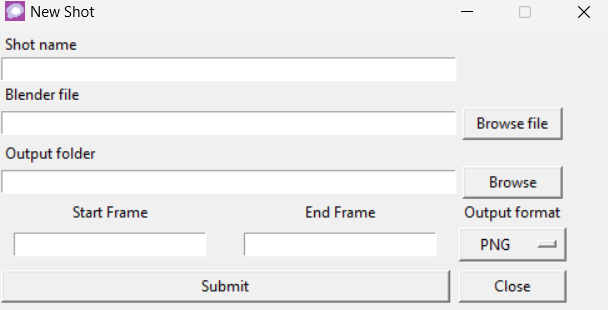 New Shot
Shot name
Blender file
Browse file
Output folder
Browse
Start Frame End Frame Output format
PNG
Submit Close